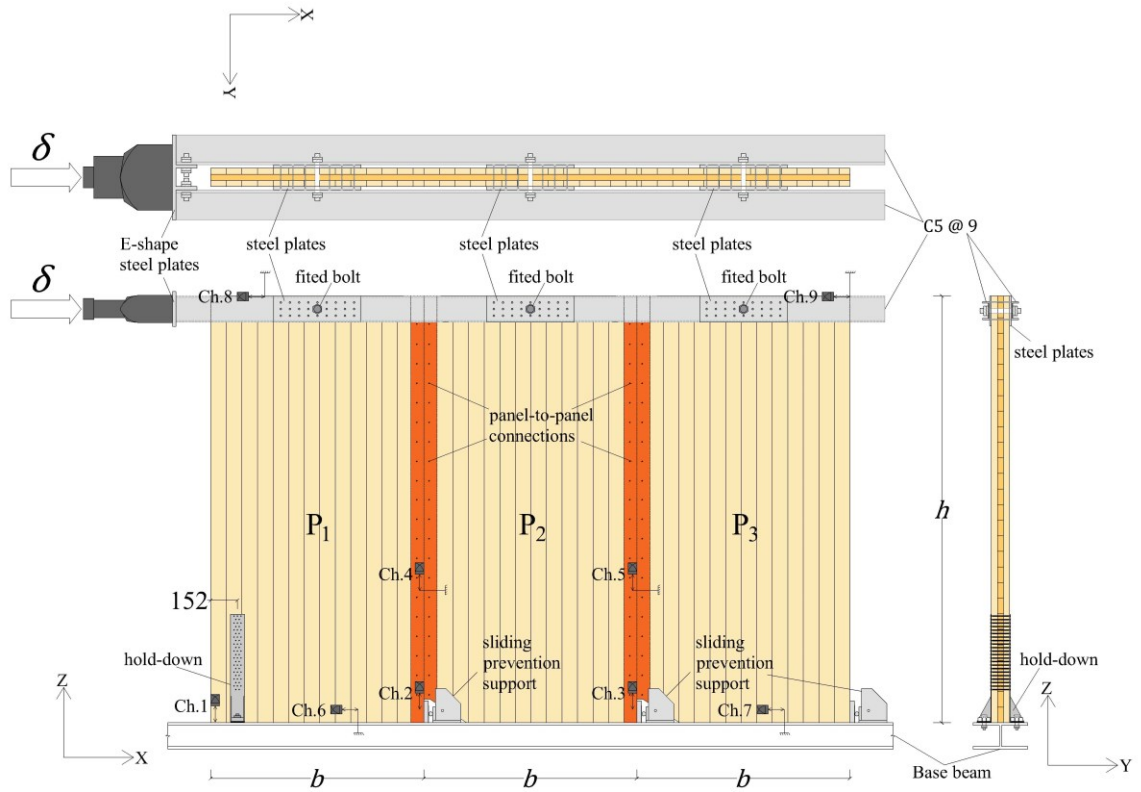 X
Y
δ
E-shape
steel plates
steel plates
steel plates
steel plates
C5 @ 9
δ
Ch.8
fited bolt
fited bolt
fited bolt
Ch.9
steel plates
panel-to-panel
connections
h
P1
P2
P3
Ch.4
Ch.5
152
hold-down
sliding
prevention
support
sliding
prevention
support
hold-down
Z
Ch.1
Ch.2
Ch.3
Ch.6
Ch.7
Z
X
Base beam
Y
b
b
b